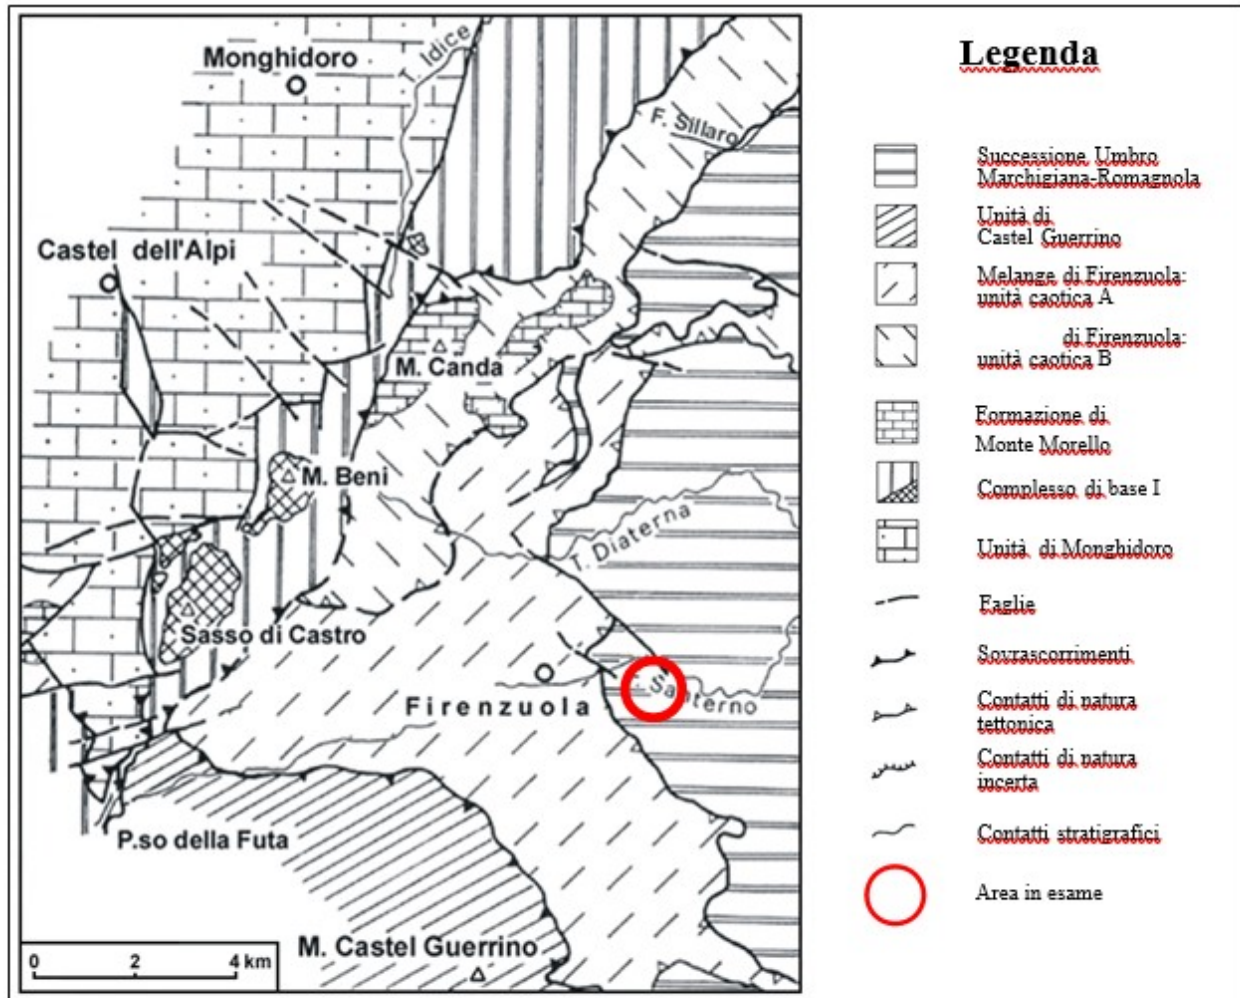 Monghidoro
T. Idice
F. Sillaro
Castel dell'Alpi
M. Canda
M. Beni
T. Diaterna
Sasso di Castro
Firenzuola
Santerno
P.so della Futa
M. Castel Guerrino
0 2 4 km
Legenda
Successione Umbro
Marchigiana-Romagnola
Unità di
Castel Guerrino
Melange di Firenzuola:
unità caotica A
di Firenzuola:
unità caotica B
Formazione di
Monte Morello
Complesso di base I
Unità di Monghidoro
Faglie
Sovrascorrimenti
Contatti di natura
tettonica
Contatti di natura
incerta
Contatti stratigrafici
Area in esame